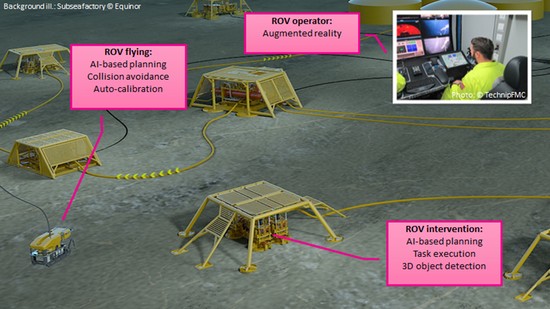 Background ill.: Subseafactory © Equinor
ROV operator:
Augmented reality
ROV flying:
AI-based planning
Collision avoidance
Auto-calibration
Photo: © TechnipFMC
ROV intervention:
AI-based planning
Task execution
3D object detection